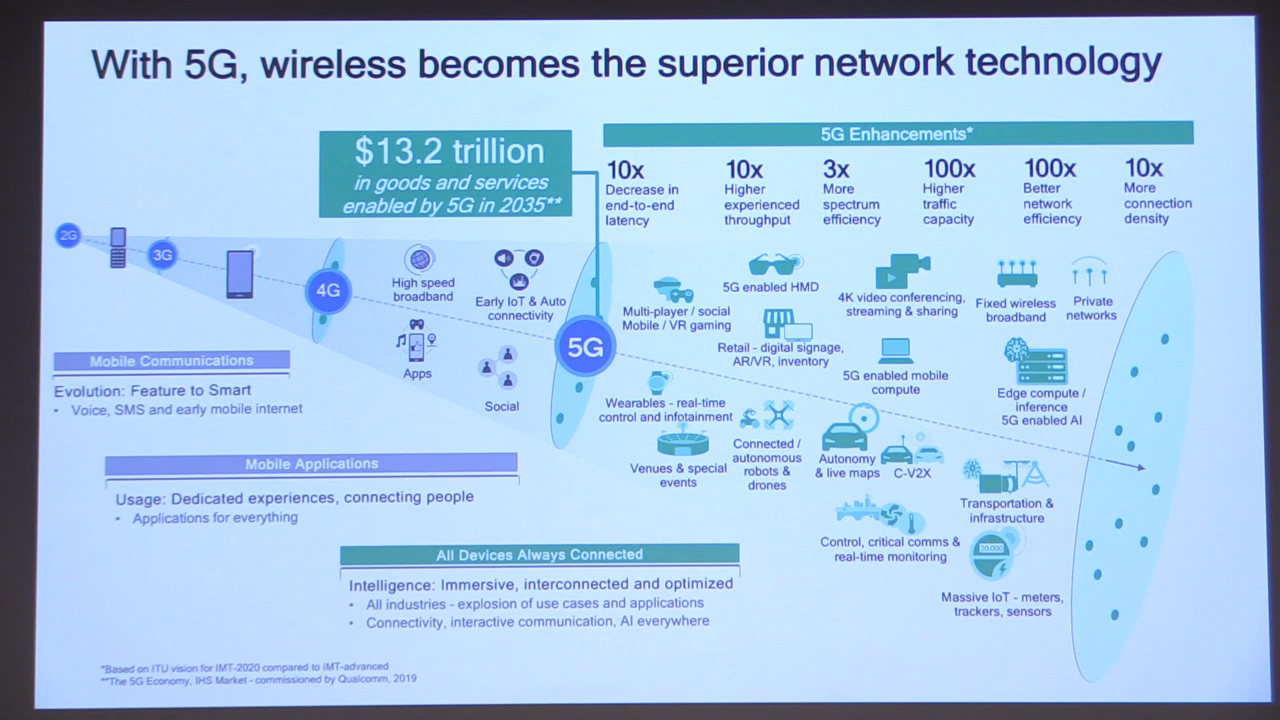 With 5G, wireless becomes the superior network technology
$13.2 trillion
in goods and services
enabled by 5G in 2035**
5G Enhancements*
10x
Decrease in
end-to-end
latency
10x
Higher
experienced
throughput
3x
More
spectrum
efficiency
100x
Higher
traffic
capacity
100x
Better
network
efficiency
10x
More
connection
density
2G
3G
4G
5G
High speed
broadband
Early IoT & Auto
connectivity
Apps
Social
Multi-player / social
Mobile / VR gaming
5G enabled HMD
4K video conferencing,
streaming & sharing
Fixed wireless
broadband
Private
networks
Retail - digital signage,
AR/VR, inventory
5G enabled mobile
compute
Edge compute /
inference
5G enabled AI
Wearables - real-time
control and infotainment
Venues & special
events
Connected /
autonomous
robots &
drones
Autonomy
& live maps
C-V2X
Transportation &
infrastructure
Control, critical comms &
real-time monitoring
20,000
Massive IoT - meters,
trackers, sensors
Mobile Communications
Evolution: Feature to Smart
• Voice, SMS and early mobile internet
Mobile Applications
Usage: Dedicated experiences, connecting people
• Applications for everything
All Devices Always Connected
Intelligence: Immersive, interconnected and optimized
• All industries - explosion of use cases and applications
• Connectivity, interactive communication, AI everywhere
*Based on ITU vision for IMT-2020 compared to IMT-advanced
**The 5G Economy, IHS Market - commissioned by Qualcomm, 2019